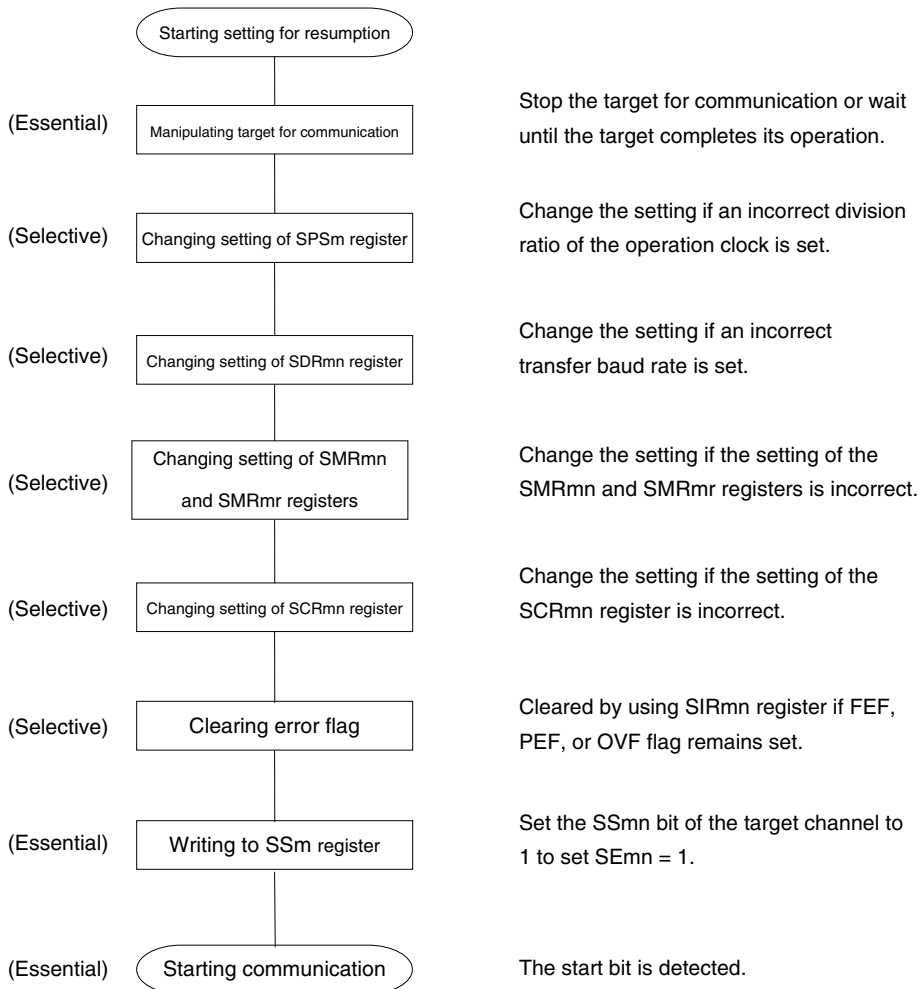 Starting setting for resumption
(Essential)
Manipulating target for communication
Stop the target for communication or wait
until the target completes its operation.
(Selective)
Changing setting of SPSm register
Change the setting if an incorrect division
ratio of the operation clock is set.
(Selective)
Changing setting of SDRmn register
Change the setting if an incorrect
transfer baud rate is set.
(Selective)
Changing setting of SMRmn
and SMRmr registers
Change the setting if the setting of the
SMRmn and SMRmr registers is incorrect.
(Selective)
Changing setting of SCRmn register
Change the setting if the setting of the
SCRmn register is incorrect.
(Selective)
Clearing error flag
Cleared by using SIRmn register if FEF,
PEF, or OVF flag remains set.
(Essential)
Writing to SSm register
Set the SSmn bit of the target channel to
1 to set SEmn = 1.
(Essential)
Starting communication
The start bit is detected.